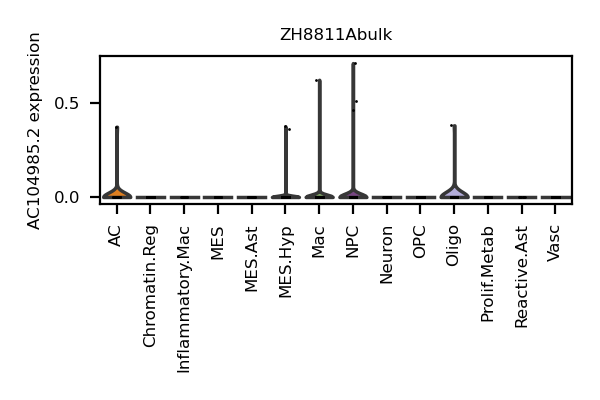 ZH8811Abulk
AC104985.2 expression
0.5
0.0
AC
Chromatin.Reg
Inflammatory.Mac
MES
MES.Ast
MES.Hyp
Mac
NPC
Neuron
OPC
Oligo
Prolif.Metab
Reactive.Ast
Vasc